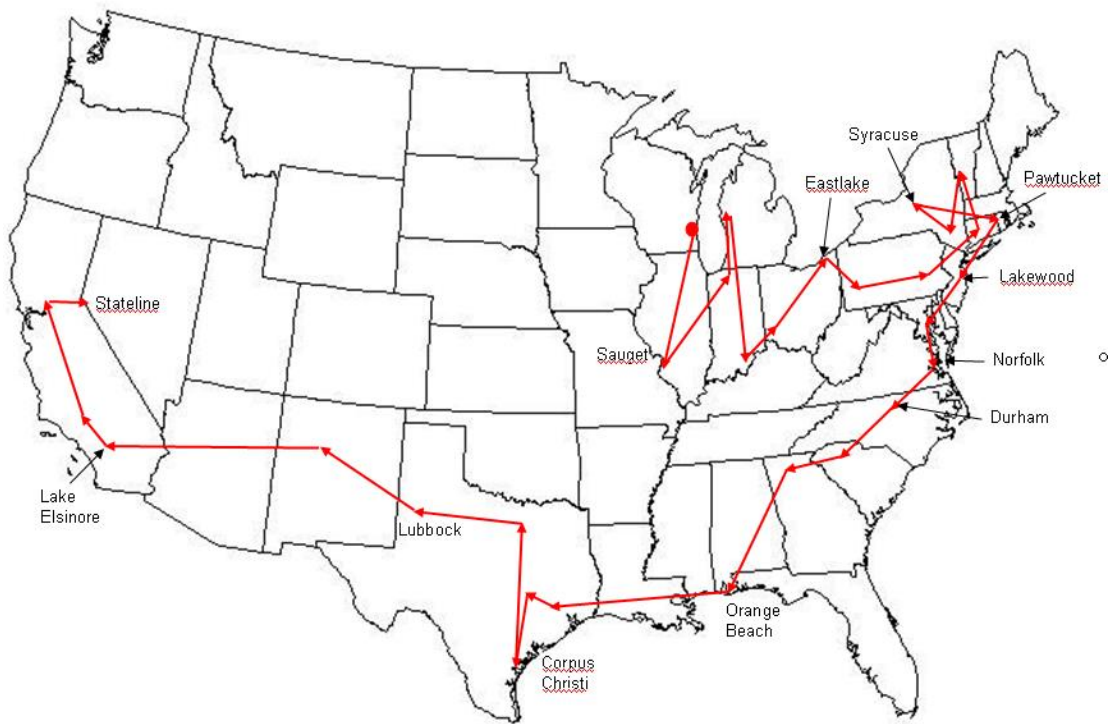 Syracuse
Eastlake
Pawtucket
Lakewood
Stateline
Sauget
Norfolk
Durham
Lake
Elsinore
Lubbock
Orange
Beach
Corpus
Christi